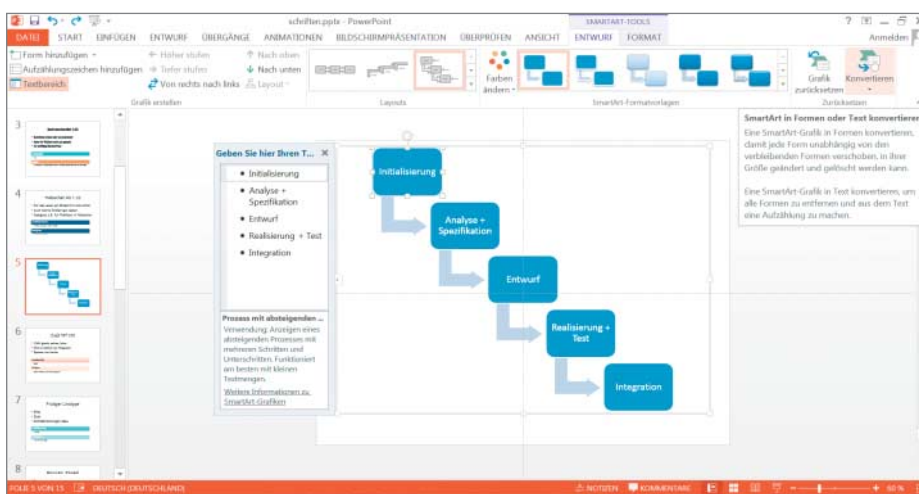 schriften.pptx - PowerPoint
SMARTART-TOOLS
DATEI START EINFÜGEN ENTWURF ÜBERGÄNGE ANIMATIONEN BILDSCHIRMPRÄSENTATION ÜBERPRÜFEN ANSICHT ENTWURF FORMAT Anmelden
Form hinzufügen
Höher stufen
Nach oben
Aufzählungszeichen hinzufügen
Tiefer stufen
Nach unten
Textbereich
Von rechts nach links
Layout
Farben
ändern
Grafik
zurücksetzen
Konvertieren
Grafik erstellen
Layouts
SmartArt-Formatvorlagen
Zurücksetzen
SmartArt in Formen oder Text konvertieren
Eine SmartArt-Grafik in Formen konvertieren,
damit jede Form unabhängig von den
verbleibenden Formen verschoben, in ihrer
Größe geändert und gelöscht werden kann.
Eine SmartArt-Grafik in Text konvertieren, um
alle Formen zu entfernen und aus dem Text
eine Aufzählung zu machen.
3
4
5
6
7
8
Geben Sie hier Ihren T...
Initialisierung
Analyse +
Spezifikation
Entwurf
Realisierung + Test
Integration
Prozess mit absteigenden ...
Verwendung: Anzeigen eines
absteigenden Prozesses mit
mehreren Schritten und
Unterschritten. Funktioniert
am besten mit kleinen
Textmengen.
Weitere Informationen zu
SmartArt-Grafiken
Initialisierung
Analyse +
Spezifikation
Entwurf
Realisierung +
Test
Integration
FOLIE 5 VON 15
DEUTSCH (DEUTSCHLAND)
NOTIZEN
KOMMENTARE
60 %